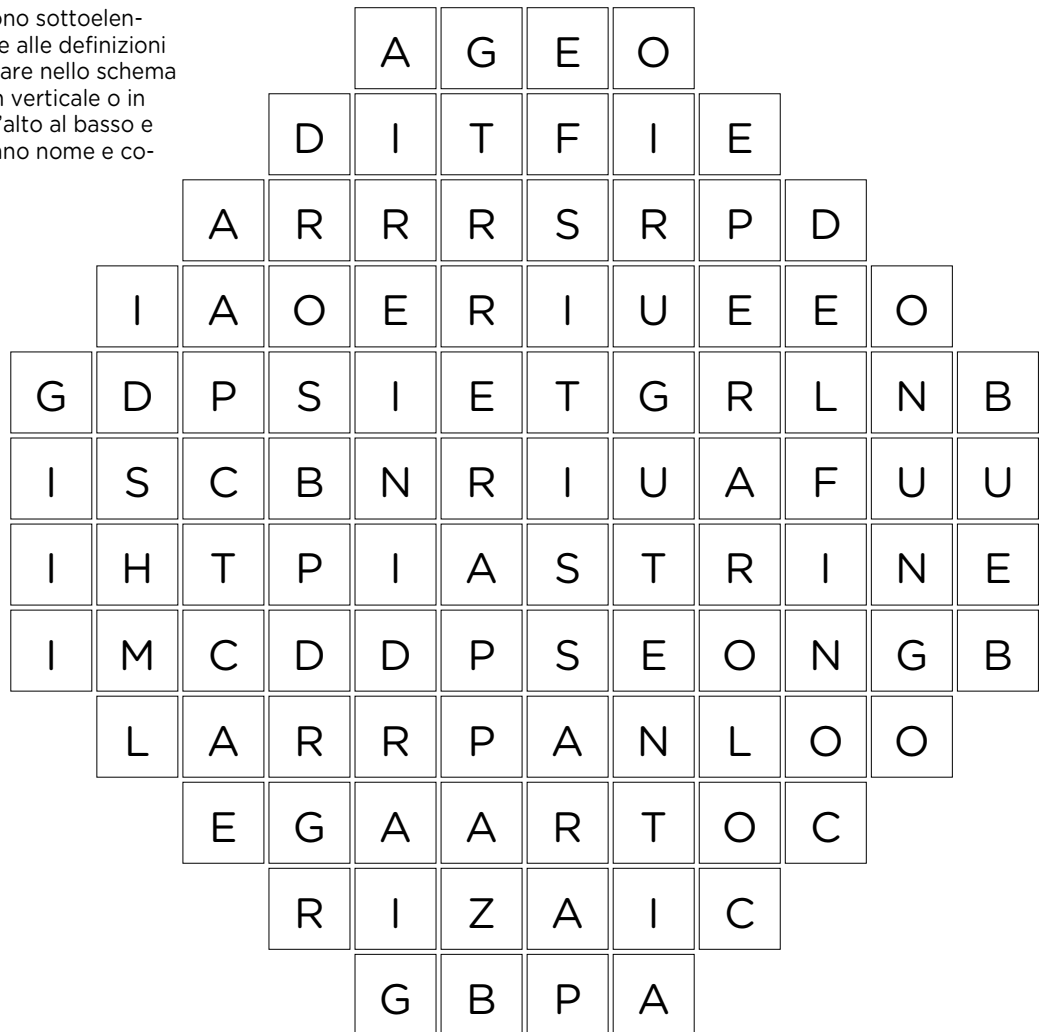 ono sottoelen-
e alle definizioni
are nello schema
n verticale o in
l'alto al basso e
ano nome e co-
A G E O
D I T F I E
A R R R S R P D
I A O E R I U E E O
G D P S I E T G R L N B
I S C B N R I U A F U U
I H T P I A S T R I N E
I M C D D P S E O N G B
L A R R P A N L O O
E G A A R T O C
R I Z A I C
G B P A